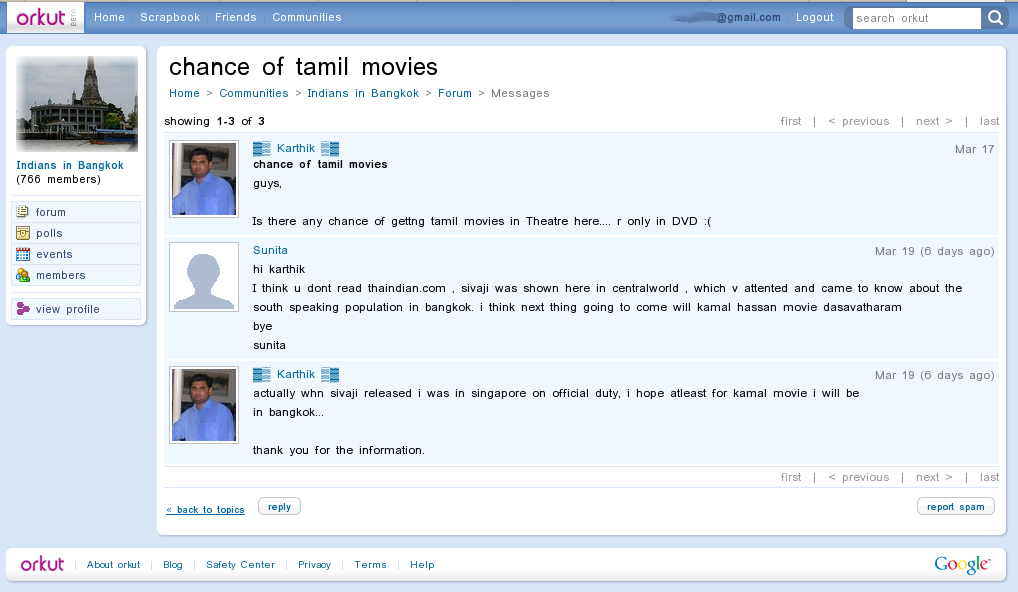 orkut BETA Home Scrapbook Friends Communities @gmail.com Logout search orkut
chance of tamil movies
Home > Communities > Indians in Bangkok > Forum > Messages
Indians in Bangkok
(766 members)
forum
polls
events
members
view profile
showing 1-3 of 3 first | < previous | next > | last
Karthik Mar 17
chance of tamil movies
guys,
Is there any chance of gettng tamil movies in Theatre here.... r only in DVD :(
Sunita Mar 19 (6 days ago)
hi karthik
I think u dont read thaindian.com , sivaji was shown here in centralworld , which v attented and came to know about the
south speaking population in bangkok. i think next thing going to come will kamal hassan movie dasavatharam
bye
sunita
Karthik Mar 19 (6 days ago)
actually whn sivaji released i was in singapore on official duty, i hope atleast for kamal movie i will be
in bangkok...
thank you for the information.
first | < previous | next > | last
« back to topics reply report spam
orkut | About orkut | Blog | Safety Center | Privacy | Terms | Help Google™